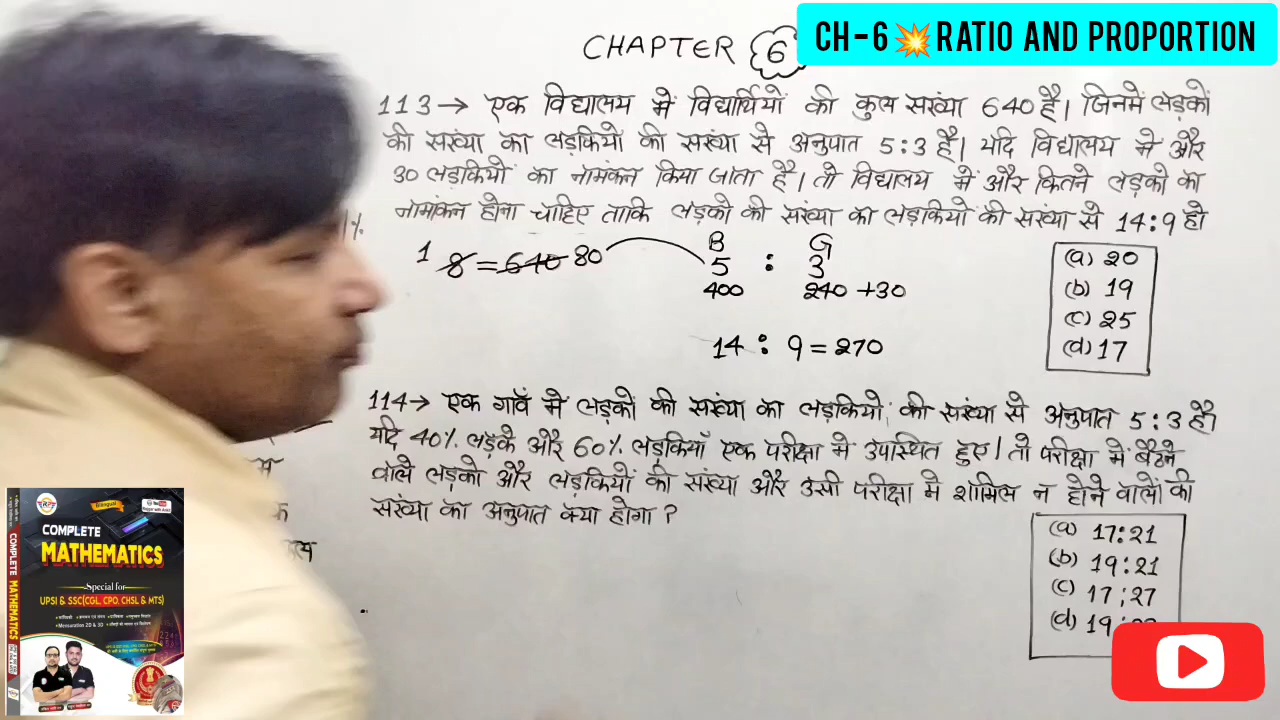 CH-6💥RATIO AND PROPORTION
CHAPTER 6
113→ एक विद्यालय में विद्यार्थियों की कुल संख्या 640 है। जिनमे लड़कों
की संख्या का लड़कियों की संख्या से अनुपात 5:3 है। यदि विद्यालय मे और
30 लड़कियों का नामंकन किया जाता है। तो विद्यालय में और कितने लड़को का
नामांकन होना चाहिए ताकि लड़को की संख्या का लड़कियों की संख्या से 14:9 हो
1%
B G
1 8 = 640 80 5 : 3
400 240 +30
14 : 9 = 270
(a) 20
(b) 19
(c) 25
(d) 17
114→ एक गाँव मे लड़को की संख्या का लड़कियो की संख्या से अनुपात 5:3 है।
यदि 40% लड़के और 60% लड़कियाँ एक परीक्षा मे उपस्थित हुए। तो परीक्षा मे बैठने
वाले लड़को और लड़कियों की संख्या और उसी परीक्षा मे शामिल न होने वालों की
संख्या का अनुपात क्या होगा ?
(a) 17:21
(b) 19:21
(c) 17:27
(d) 19:
Bilingual
COMPLETE
MATHEMATICS
Special for
UPSI & SSC(CGL, CPO, CHSL & MTS)
COMPLETE MATHEMATICS